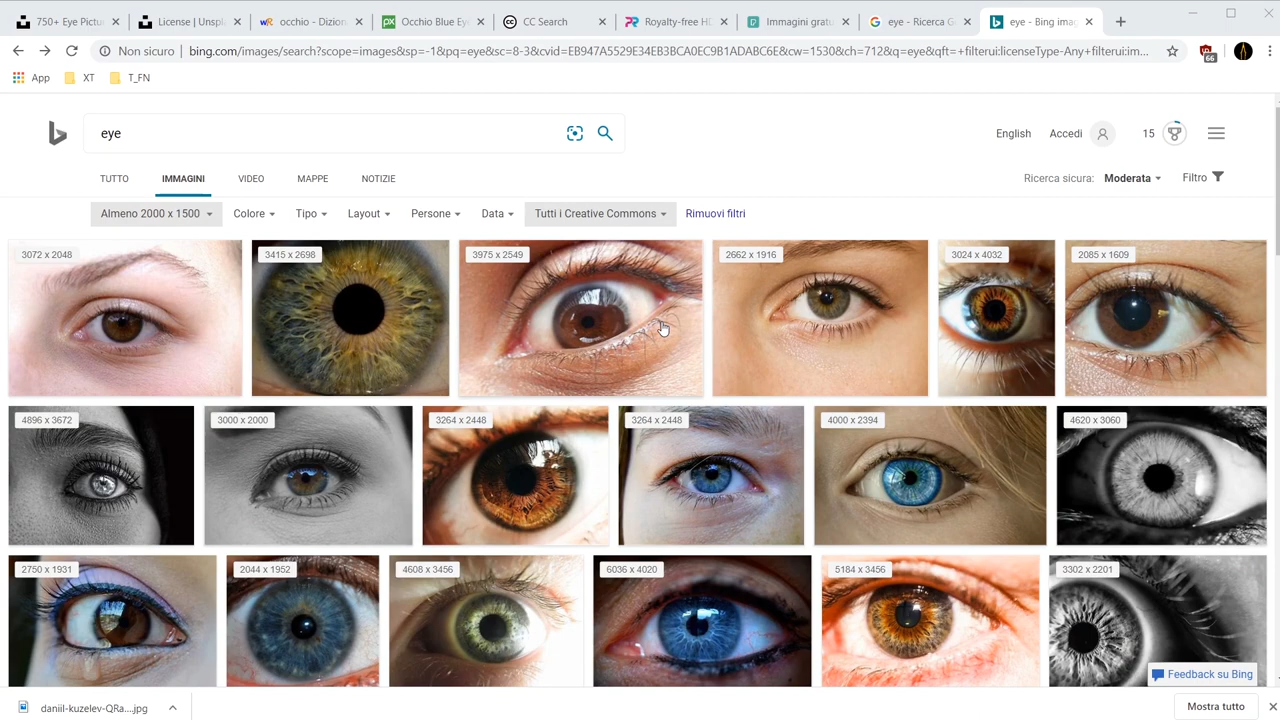 750+ Eye Pictur
License | Unspl
occhio - Dizion
Occhio Blue Eye
CC Search
Royalty-free HD
Immagini gratu
eye - Ricerca G
eye - Bing imag
Non sicuro
bing.com/images/search?scope=images&sp=-1&pq=eye&sc=8-3&cvid=EB947A5529E34EB3BCA0EC9B1ADABC6E&cw=1530&ch=712&q=eye&qft=+filterui:licenseType-Any+filterui:im...
66
App
XT
T_FN
eye
English
Accedi
15
TUTTO
IMMAGINI
VIDEO
MAPPE
NOTIZIE
Ricerca sicura: Moderata
Filtro
Almeno 2000 x 1500
Colore
Tipo
Layout
Persone
Data
Tutti i Creative Commons
Rimuovi filtri
3072 x 2048
3415 x 2698
3975 x 2549
2662 x 1916
3024 x 4032
2085 x 1609
4896 x 3672
3000 x 2000
3264 x 2448
3264 x 2448
4000 x 2394
4620 x 3060
2750 x 1931
2044 x 1952
4608 x 3456
6036 x 4020
5184 x 3456
3302 x 2201
Feedback su Bing
daniil-kuzelev-QRa....jpg
Mostra tutto